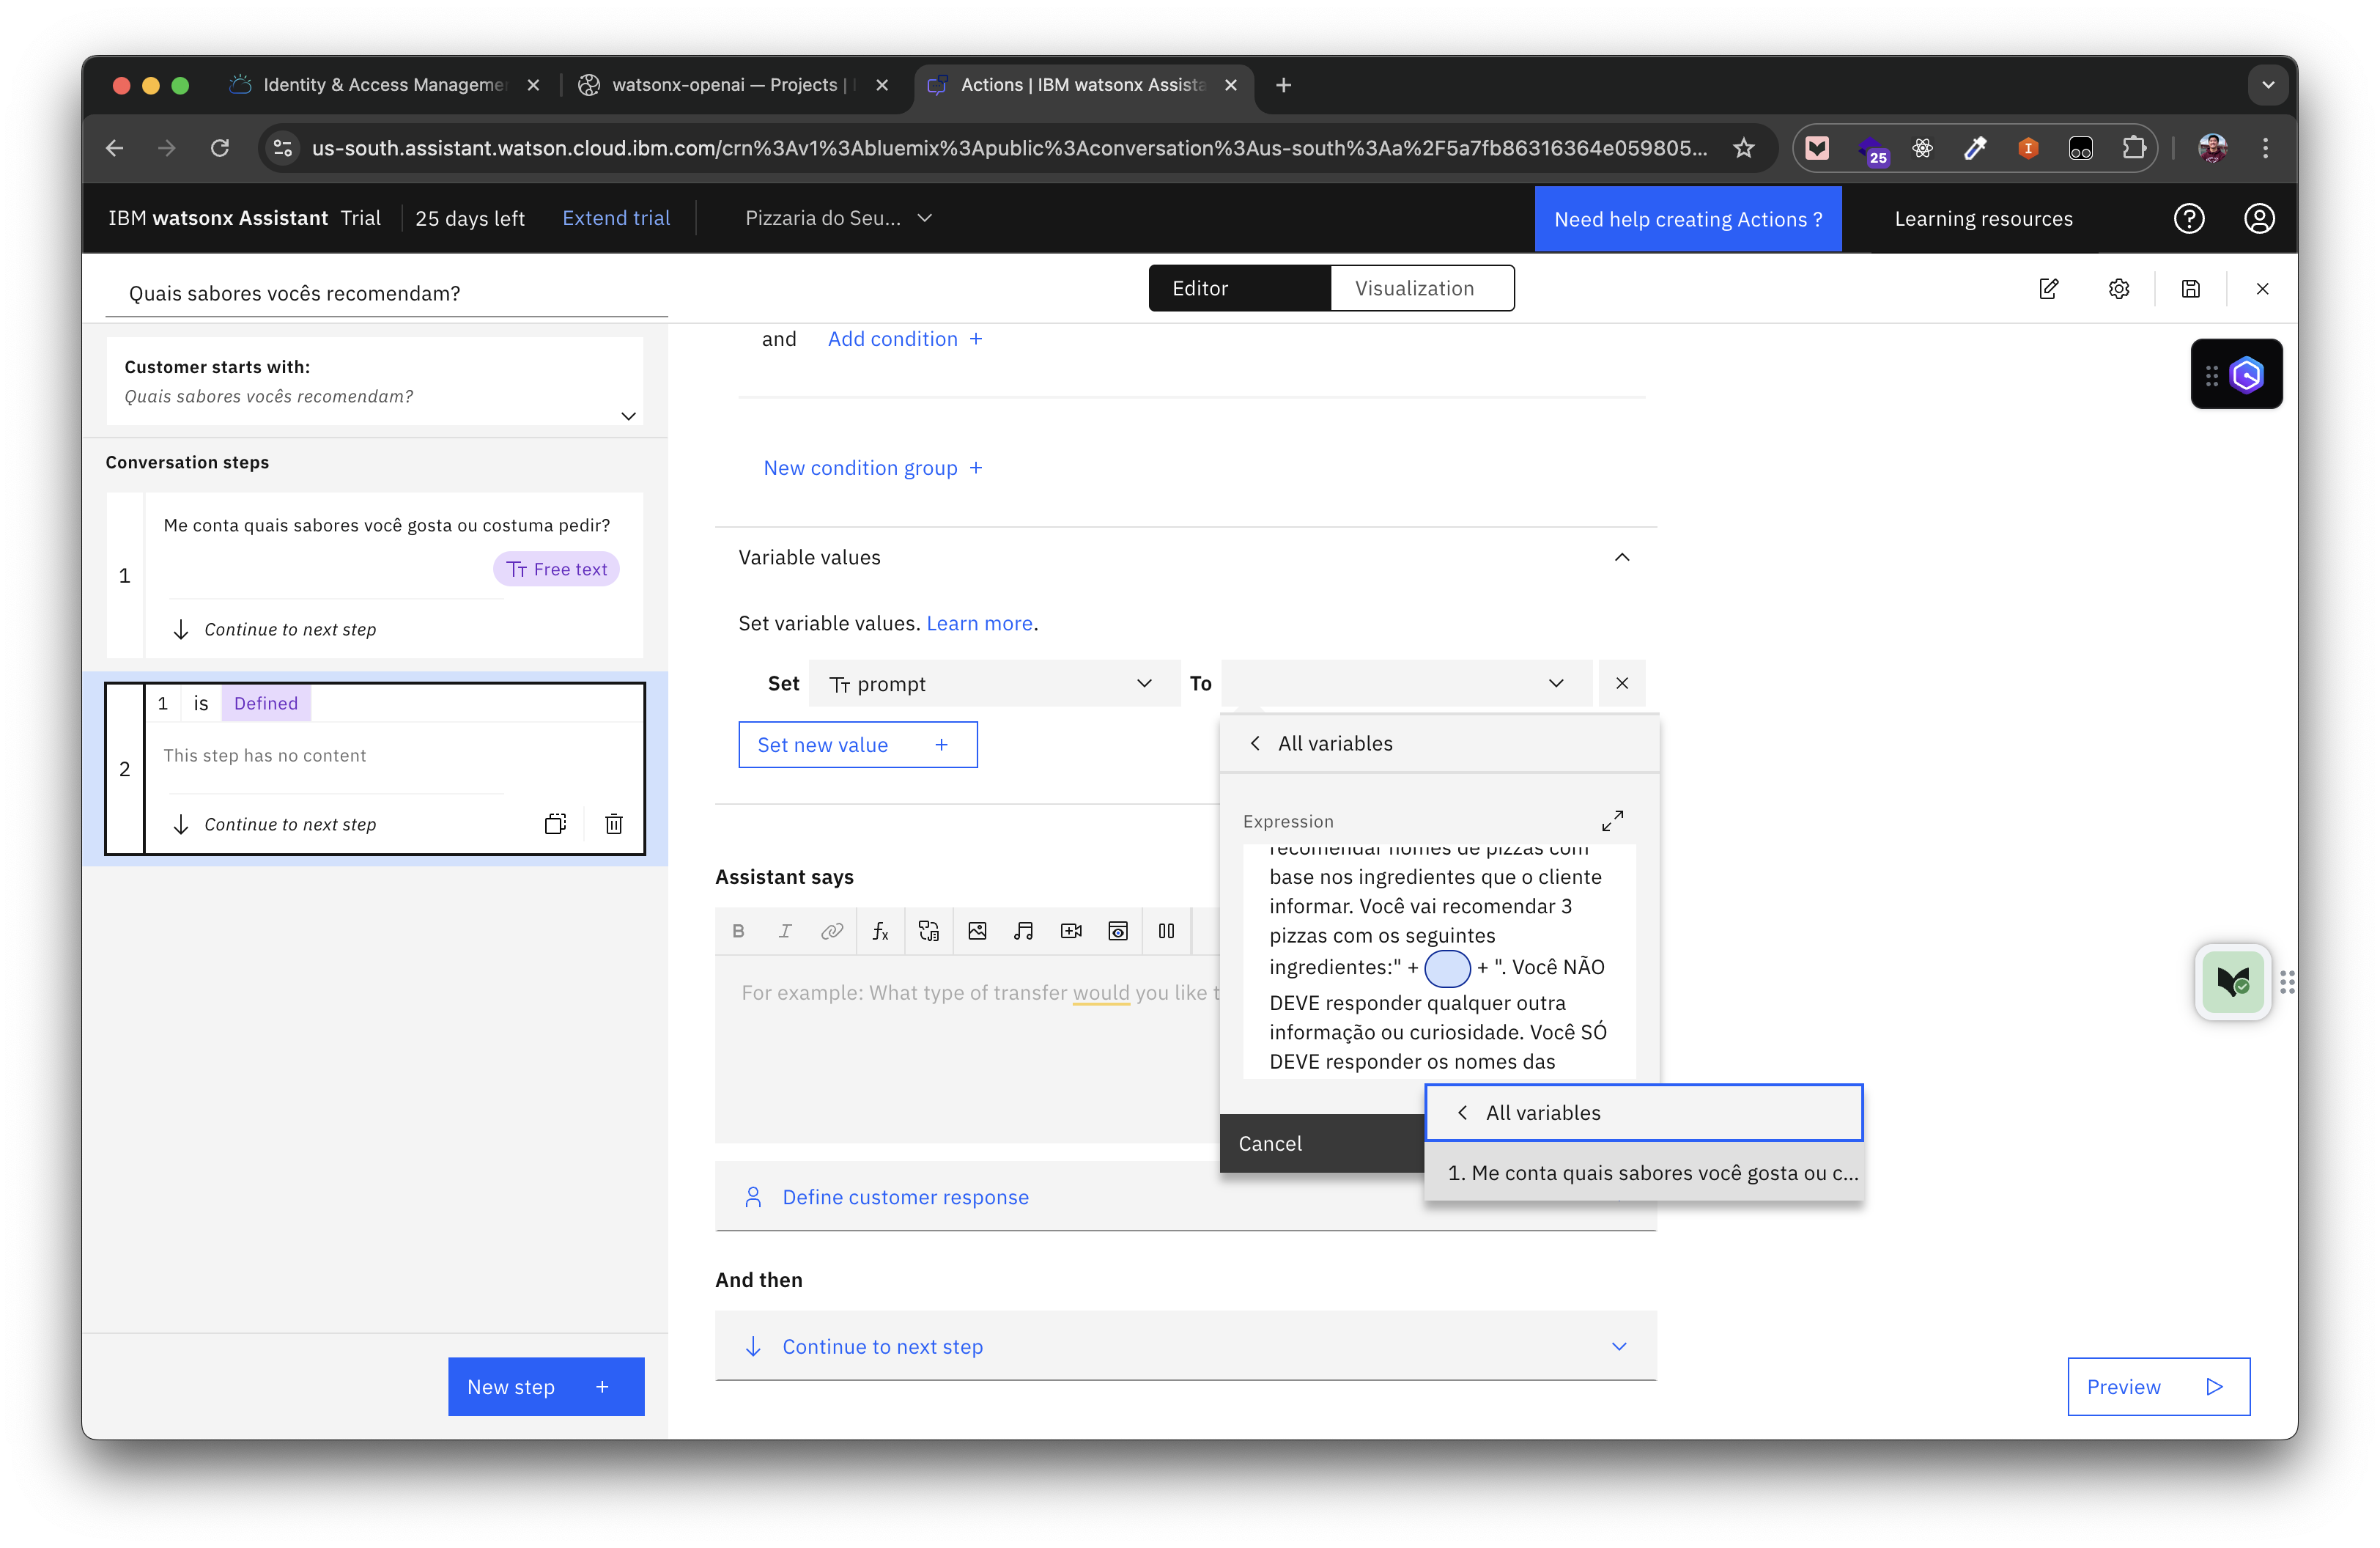 Identity & Access Managemer
watsonx-openai — Projects |
Actions | IBM watsonx Assista
us-south.assistant.watson.cloud.ibm.com/crn%3Av1%3Abluemix%3Apublic%3Aconversation%3Aus-south%3Aa%2F5a7fb86316364e059805...
25
IBM watsonx Assistant Trial
25 days left
Extend trial
Pizzaria do Seu...
Need help creating Actions ?
Learning resources
Quais sabores vocês recomendam?
Editor
Visualization
Customer starts with:
Quais sabores vocês recomendam?
Conversation steps
1
Me conta quais sabores você gosta ou costuma pedir?
Free text
Continue to next step
2
1 is Defined
This step has no content
Continue to next step
New step
and Add condition +
New condition group +
Variable values
Set variable values. Learn more.
Set prompt To
Set new value +
All variables
Expression
recomendar nomes de pizzas com
base nos ingredientes que o cliente
informar. Você vai recomendar 3
pizzas com os seguintes
ingredientes:" + + ". Você NÃO
DEVE responder qualquer outra
informação ou curiosidade. Você SÓ
DEVE responder os nomes das
Cancel
All variables
1. Me conta quais sabores você gosta ou c...
Assistant says
For example: What type of transfer would you like t
Define customer response
And then
Continue to next step
Preview